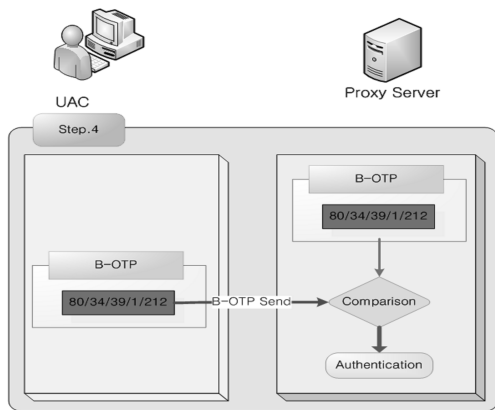 UAC
Proxy Server
Step.4
B-OTP
80/34/39/1/212
B-OTP
80/34/39/1/212
B-OTP Send
Comparison
Authentication